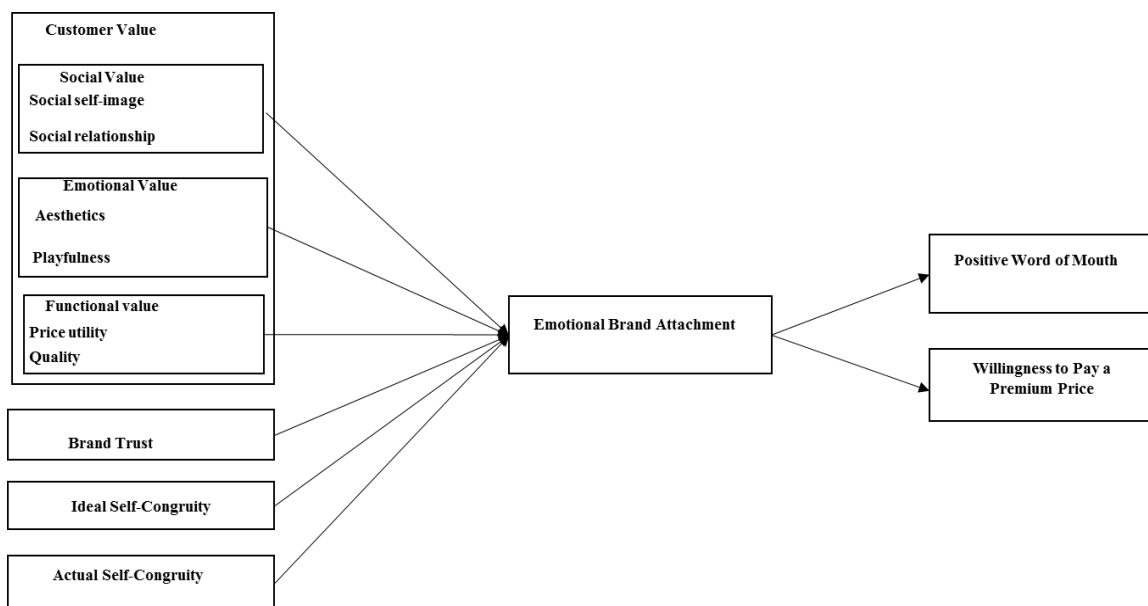 Customer Value
Social Value
Social self-image
Social relationship
Emotional Value
Aesthetics
Playfulness
Functional value
Price utility
Quality
Brand Trust
Ideal Self-Congruity
Actual Self-Congruity
Emotional Brand Attachment
Positive Word of Mouth
Willingness to Pay a
Premium Price